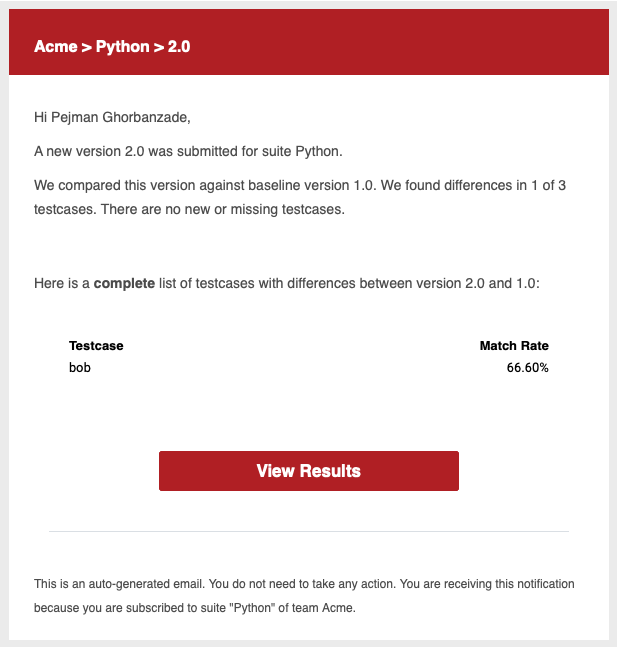 Acme > Python > 2.0
Hi Pejman Ghorbanzade,
A new version 2.0 was submitted for suite Python.
We compared this version against baseline version 1.0. We found differences in 1 of 3
testcases. There are no new or missing testcases.
Here is a complete list of testcases with differences between version 2.0 and 1.0:
Testcase Match Rate
bob 66.60%
View Results
This is an auto-generated email. You do not need to take any action. You are receiving this notification
because you are subscribed to suite "Python" of team Acme.